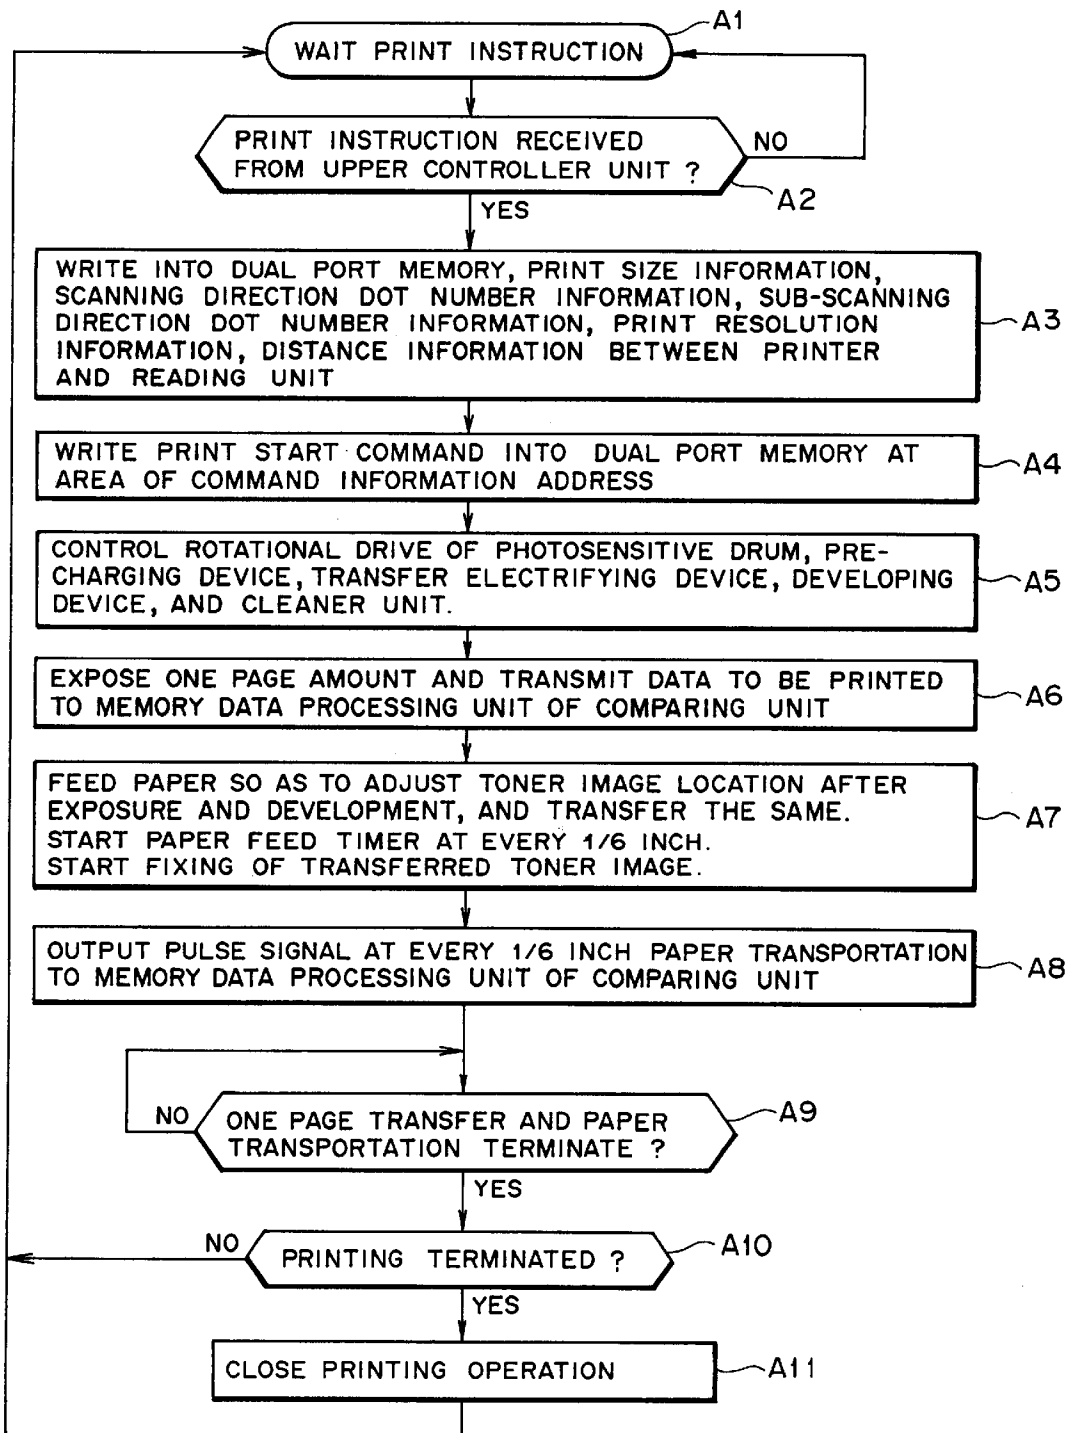 A1
WAIT PRINT INSTRUCTION
PRINT INSTRUCTION RECEIVED
FROM UPPER CONTROLLER UNIT ?
NO
A2
YES
WRITE INTO DUAL PORT MEMORY, PRINT SIZE INFORMATION,
SCANNING DIRECTION DOT NUMBER INFORMATION, SUB-SCANNING
DIRECTION DOT NUMBER INFORMATION, PRINT RESOLUTION
INFORMATION, DISTANCE INFORMATION BETWEEN PRINTER
AND READING UNIT
A3
WRITE PRINT START COMMAND INTO DUAL PORT MEMORY AT
AREA OF COMMAND INFORMATION ADDRESS
A4
CONTROL ROTATIONAL DRIVE OF PHOTOSENSITIVE DRUM, PRE-
CHARGING DEVICE, TRANSFER ELECTRIFYING DEVICE, DEVELOPING
DEVICE, AND CLEANER UNIT.
A5
EXPOSE ONE PAGE AMOUNT AND TRANSMIT DATA TO BE PRINTED
TO MEMORY DATA PROCESSING UNIT OF COMPARING UNIT
A6
FEED PAPER SO AS TO ADJUST TONER IMAGE LOCATION AFTER
EXPOSURE AND DEVELOPMENT, AND TRANSFER THE SAME.
START PAPER FEED TIMER AT EVERY 1/6 INCH.
START FIXING OF TRANSFERRED TONER IMAGE.
A7
OUTPUT PULSE SIGNAL AT EVERY 1/6 INCH PAPER TRANSPORTATION
TO MEMORY DATA PROCESSING UNIT OF COMPARING UNIT
A8
NO
ONE PAGE TRANSFER AND PAPER
TRANSPORTATION TERMINATE ?
A9
YES
NO
PRINTING TERMINATED ?
A10
YES
CLOSE PRINTING OPERATION
A11